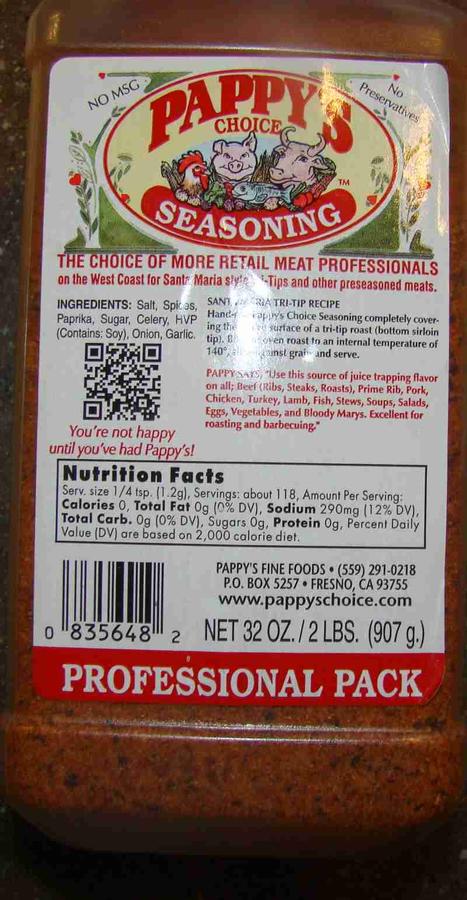 NO MSG
No
Preservatives
PAPPY'S
CHOICE
TM
SEASONING
THE CHOICE OF MORE RETAIL MEAT PROFESSIONALS
on the West Coast for Santa Maria style Tri-Tips and other preseasoned meats.
INGREDIENTS: Salt, Spices,
Paprika, Sugar, Celery, HVP
(Contains: Soy), Onion, Garlic.
You're not happy
until you've had Pappy's!
SANTA MARIA TRI-TIP RECIPE
Pappy's Choice Seasoning completely cover-
ing the surface of a tri-tip roast (bottom sirloin
tip). oven roast to an internal temperature of
140°, against grain and serve.
PAPPY SAYS, "Use this source of juice trapping flavor
on all; Beef (Ribs, Steaks, Roasts), Prime Rib, Pork,
Chicken, Turkey, Lamb, Fish, Stews, Soups, Salads,
Eggs, Vegetables, and Bloody Marys. Excellent for
roasting and barbecuing."
Nutrition Facts
Serv. size 1/4 tsp. (1.2g), Servings: about 118, Amount Per Serving:
Calories 0, Total Fat 0g (0% DV), Sodium 290mg (12% DV),
Total Carb. 0g (0% DV), Sugars 0g, Protein 0g, Percent Daily
Value (DV) are based on 2,000 calorie diet.
0 835648 2
PAPPY'S FINE FOODS • (559) 291-0218
P.O. BOX 5257 • FRESNO, CA 93755
www.pappyschoice.com
NET 32 OZ. / 2 LBS. (907 g.)
PROFESSIONAL PACK